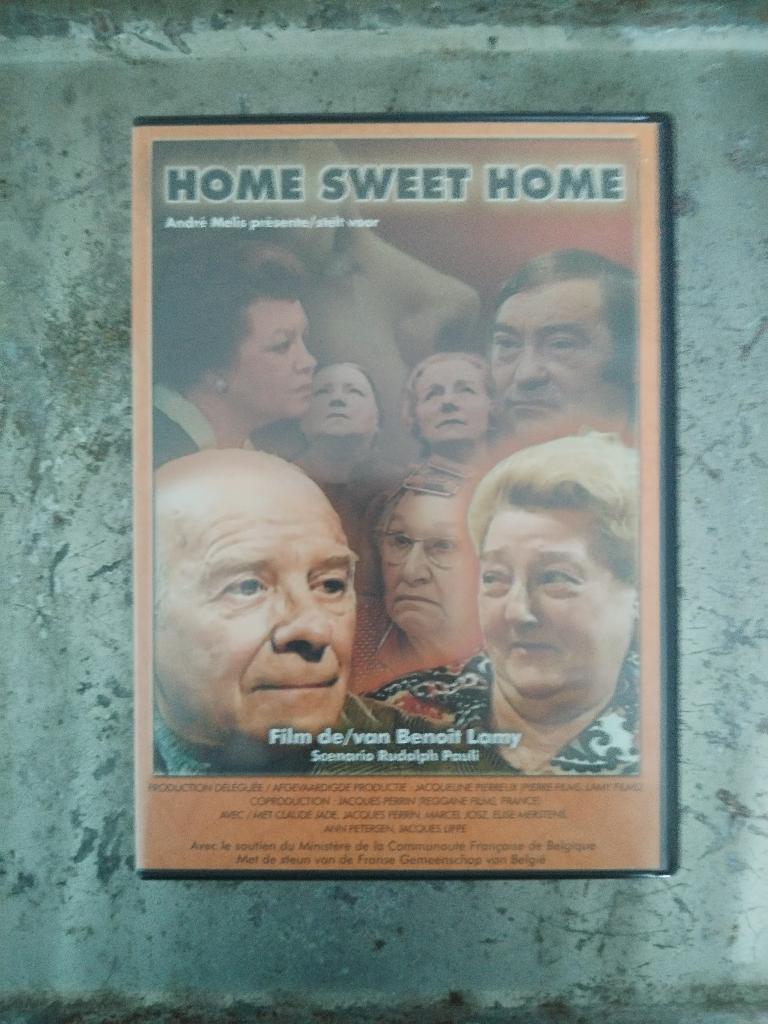 HOME SWEET HOME
André Melis présente/stelt voor
Film de/van Benoît Lamy
Scenario Rudolph Pauli
PRODUCTION DÉLÉGUÉE / AFGEVAARDIGDE PRODUCTIE : JACQUELINE PIERREUX (PIERRE FILMS, LAMY FILMS)
COPRODUCTION : JACQUES PERRIN (REGGANE FILMS, FRANCE)
AVEC / MET CLAUDE JADE, JACQUES PERRIN, MARCEL JOSZ, ELISE MERTENS,
ANN PETERSEN, JACQUES LIPPE
Avec le soutien du Ministère de la Communauté Française de Belgique
Met de steun van de Franse Gemeenschap van België